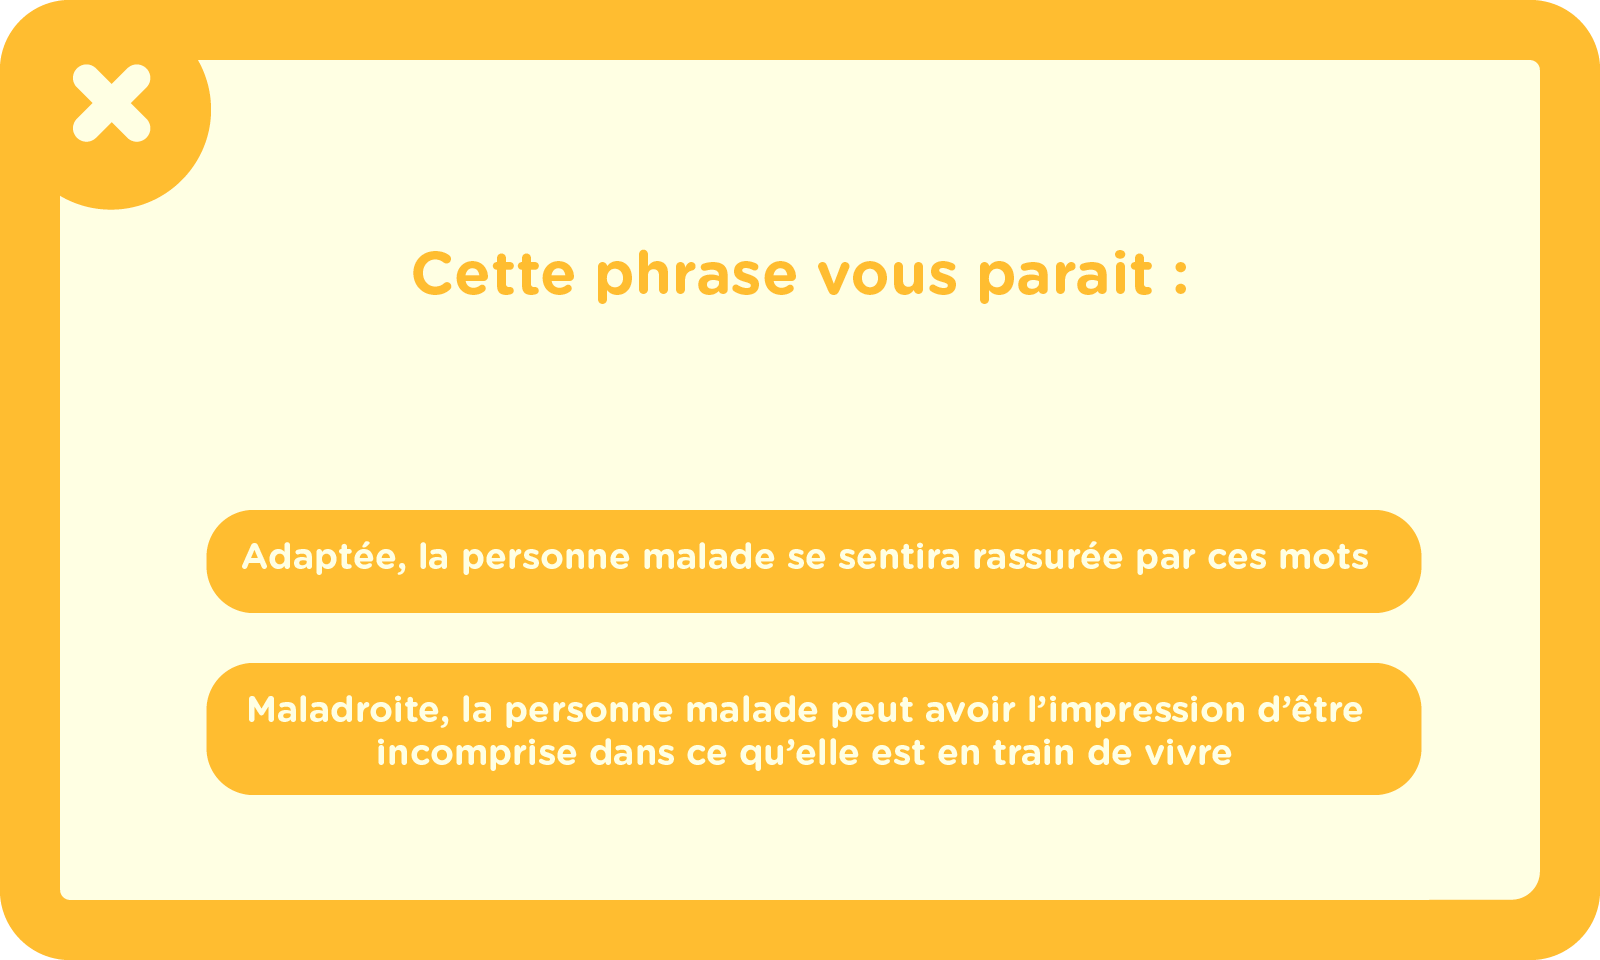 Cette phrase vous parait :
Adaptée, la personne malade se sentira rassurée par ces mots
Maladroite, la personne malade peut avoir l’impression d’être
incomprise dans ce qu’elle est en train de vivre